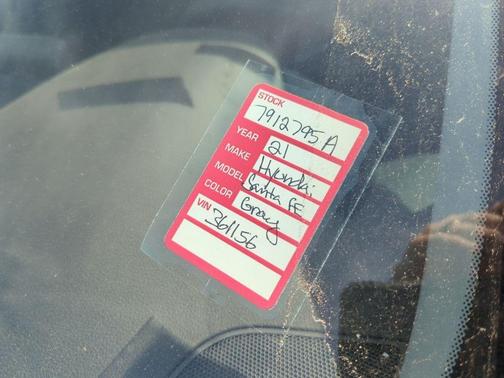 STOCK
7912795A
YEAR 21
MAKE Hyundai
MODEL Santa FE
COLOR Gray
VIN 361156